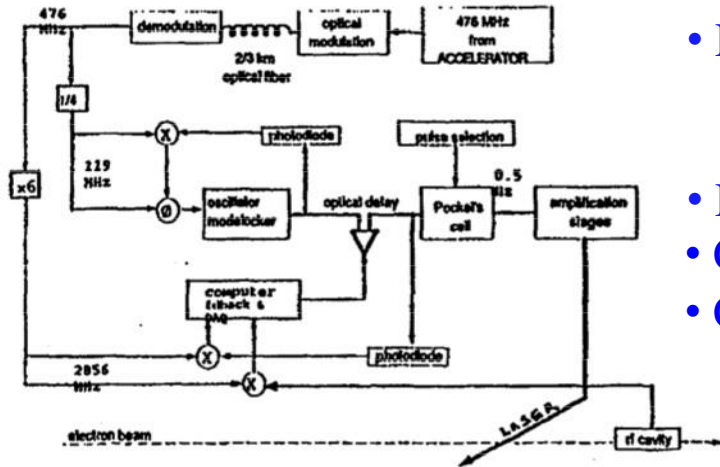 476
MHz
demodulation
optical
modulation
476 MHz
from
ACCELERATOR
2/3 km
optical fiber
1/4
X
photodiode
pulse selection
119
MHz
x6
0.5
Hz
Ø
oscillator
modelocker
optical delay
Pockel's
cell
amplification
stages
computer
fdback &
DAQ
X
photodiode
2856
MHz
X
LASER
electron beam
rf cavity